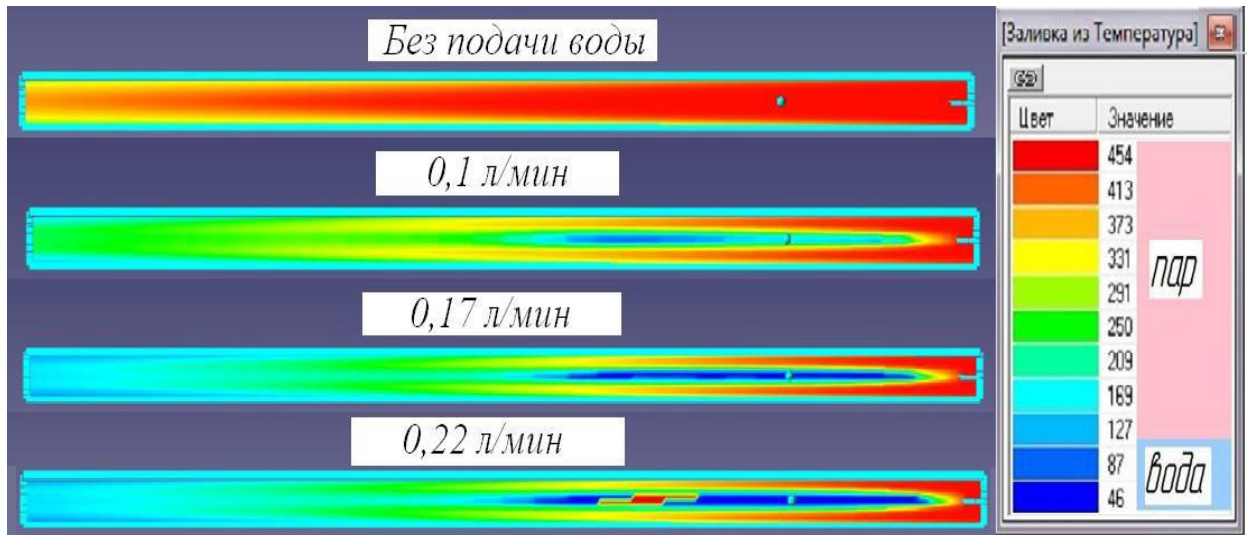 Без подачи воды
0,1 л/мин
0,17 л/мин
0,22 л/мин
[Заливка из Температура]
Цвет Значение
454
413
373
331
291
250
209
169
127
87
46
пар
вода